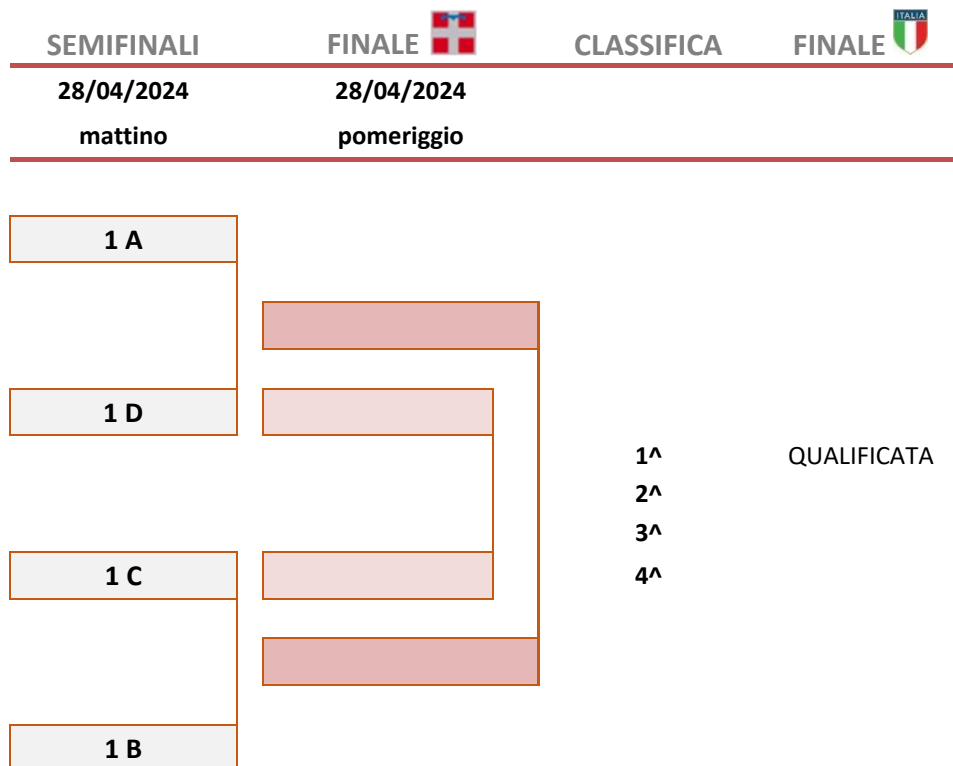 ITALIA
SEMIFINALI FINALE CLASSIFICA FINALE
28/04/2024 28/04/2024
mattino pomeriggio
1 A
1 D
1^ QUALIFICATA
2^
3^
1 C 4^
1 B